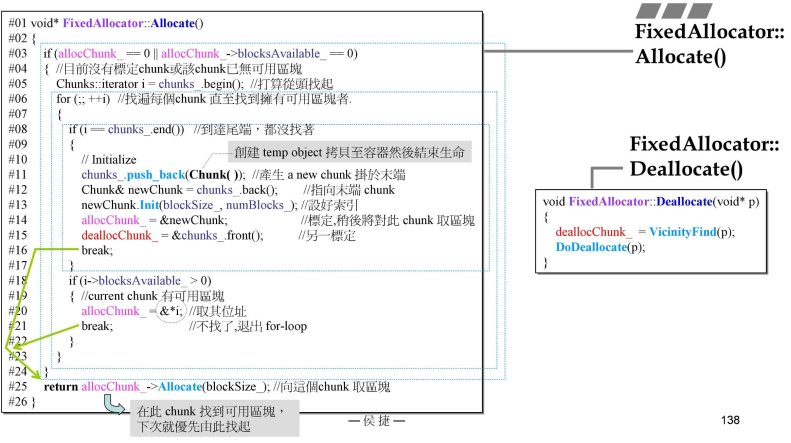 #01 void* FixedAllocator::Allocate()
#02 {
#03 if (allocChunk_ == 0 || allocChunk_->blocksAvailable_ == 0)
#04 { //目前沒有標定chunk或該chunk已無可用區塊
#05 Chunks::iterator i = chunks_.begin(); //打算從頭找起
#06 for (;; ++i) //找遍每個chunk 直至找到擁有可用區塊者.
#07 {
#08 if (i == chunks_.end()) //到達尾端，都沒找著
#09 {
#10 // Initialize
創建 temp object 拷貝至容器然後結束生命
#11 chunks_.push_back(Chunk( )); //產生 a new chunk 掛於末端
#12 Chunk& newChunk = chunks_.back(); //指向末端 chunk
#13 newChunk.Init(blockSize_, numBlocks_); //設好索引
#14 allocChunk_ = &newChunk; //標定,稍後將對此 chunk 取區塊
#15 deallocChunk_ = &chunks_.front(); //另一標定
#16 break;
#17 }
#18 if (i->blocksAvailable_ > 0)
#19 { //current chunk 有可用區塊
#20 allocChunk_ = &*i; //取其位址
#21 break; //不找了,退出 for-loop
#22 }
#23 }
#24 }
#25 return allocChunk_->Allocate(blockSize_); //向這個chunk 取區塊
#26 }
在此 chunk 找到可用區塊，
下次就優先由此找起
FixedAllocator::
Allocate()
FixedAllocator::
Deallocate()
void FixedAllocator::Deallocate(void* p)
{
deallocChunk_ = VicinityFind(p);
DoDeallocate(p);
}
— 侯捷 —
138